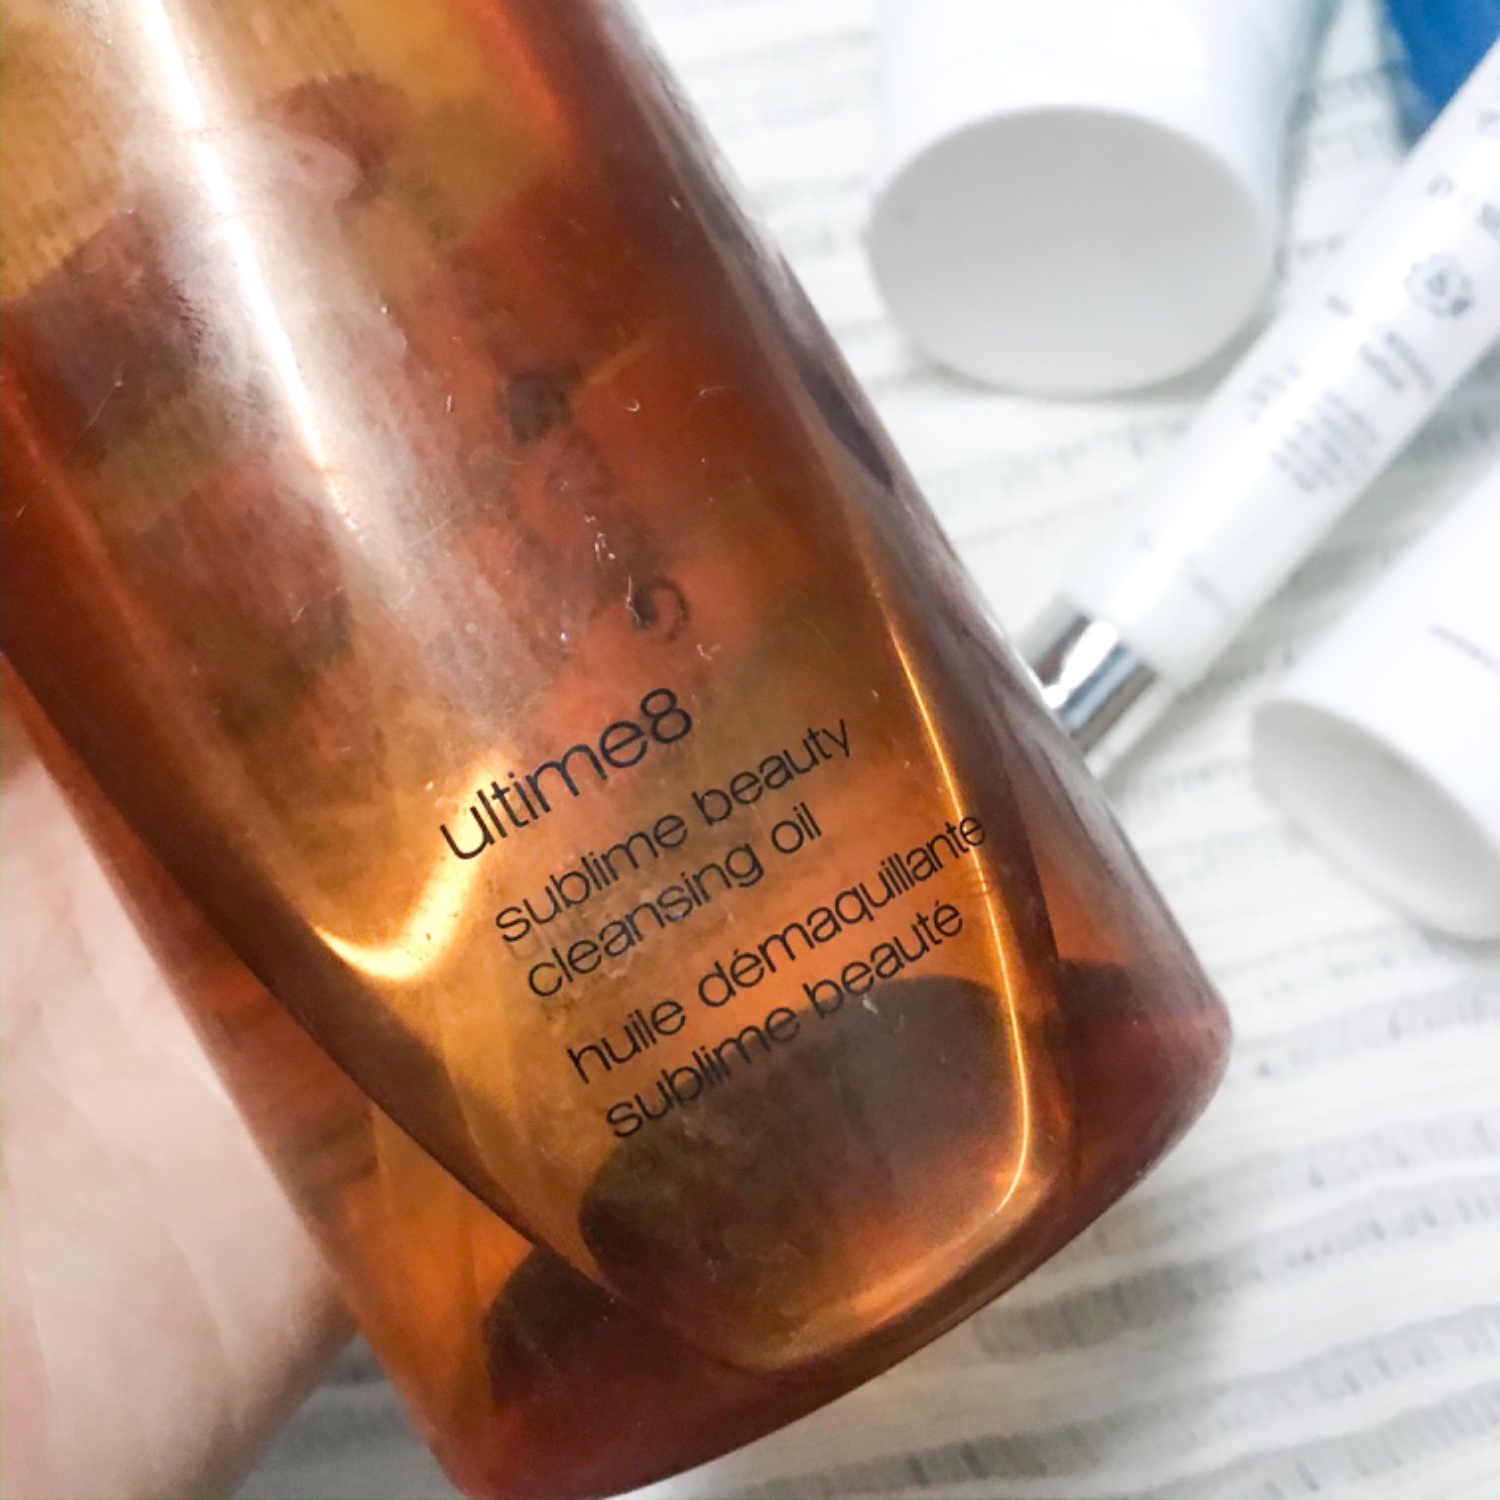 ultime8
sublime beauty
cleansing oil
huile démaquillante
sublime beauté